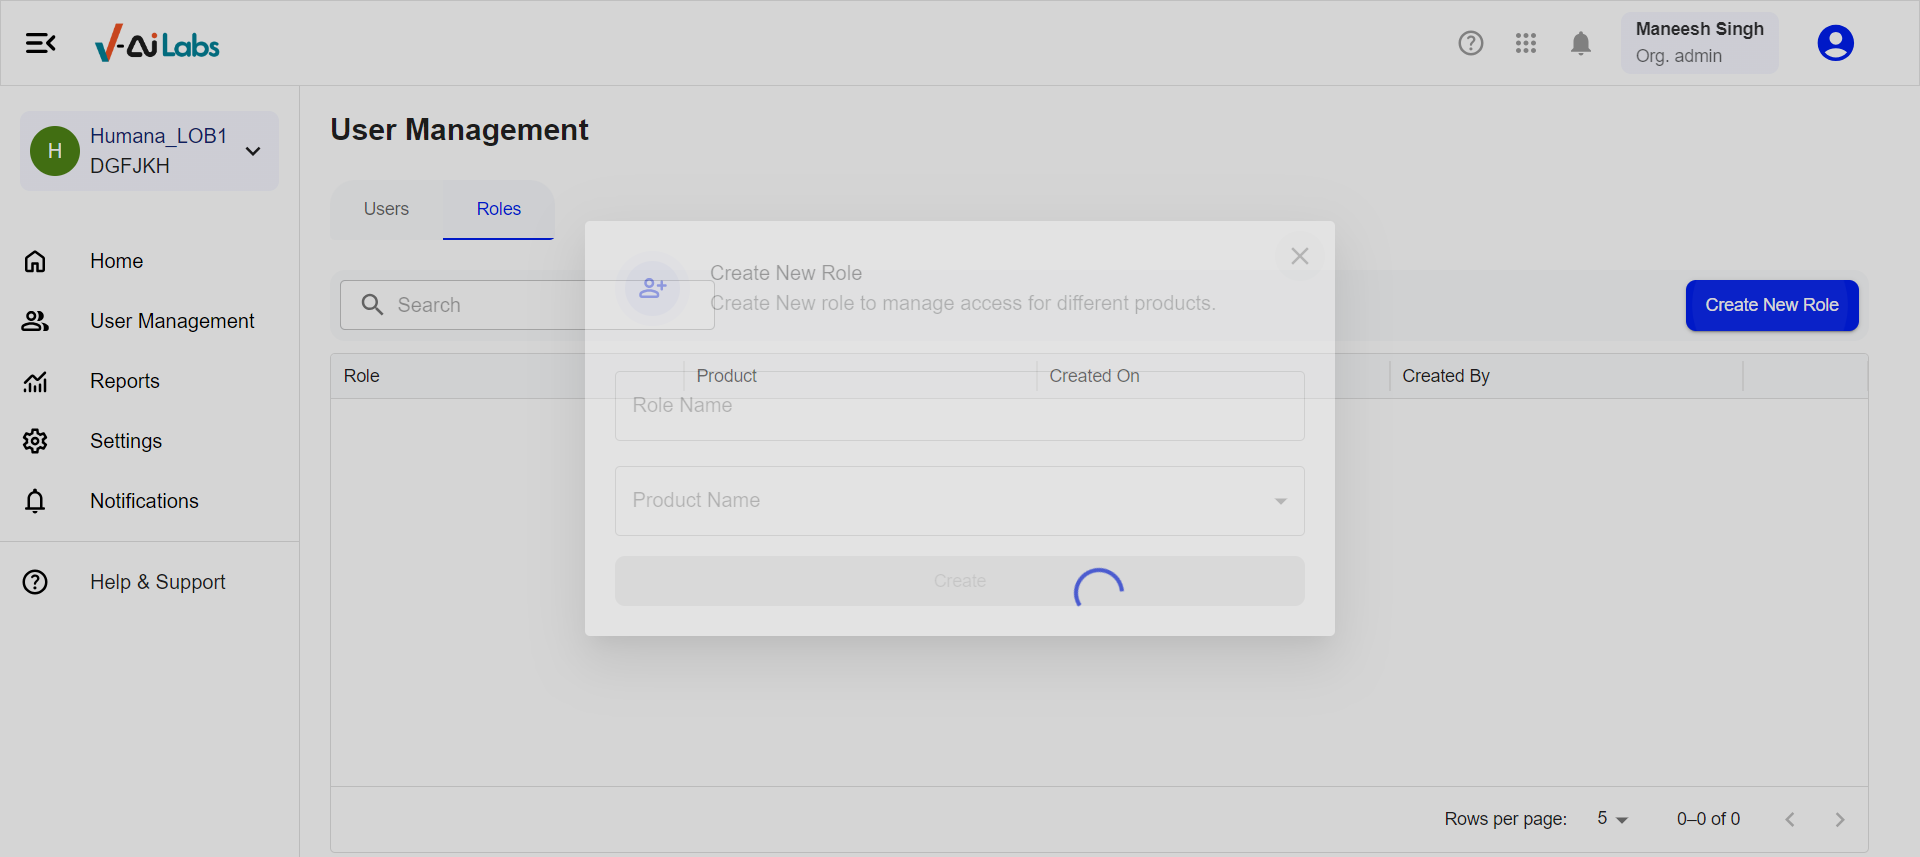 V-Ai Labs
Maneesh Singh
Org. admin
H
Humana_LOB1
DGFJKH
Home
User Management
Reports
Settings
Notifications
Help & Support
User Management
Users
Roles
Search
Create New Role
Role
Product
Created On
Created By
Create New Role
Create New role to manage access for different products.
Role Name
Product Name
Create
Rows per page:
5
0–0 of 0